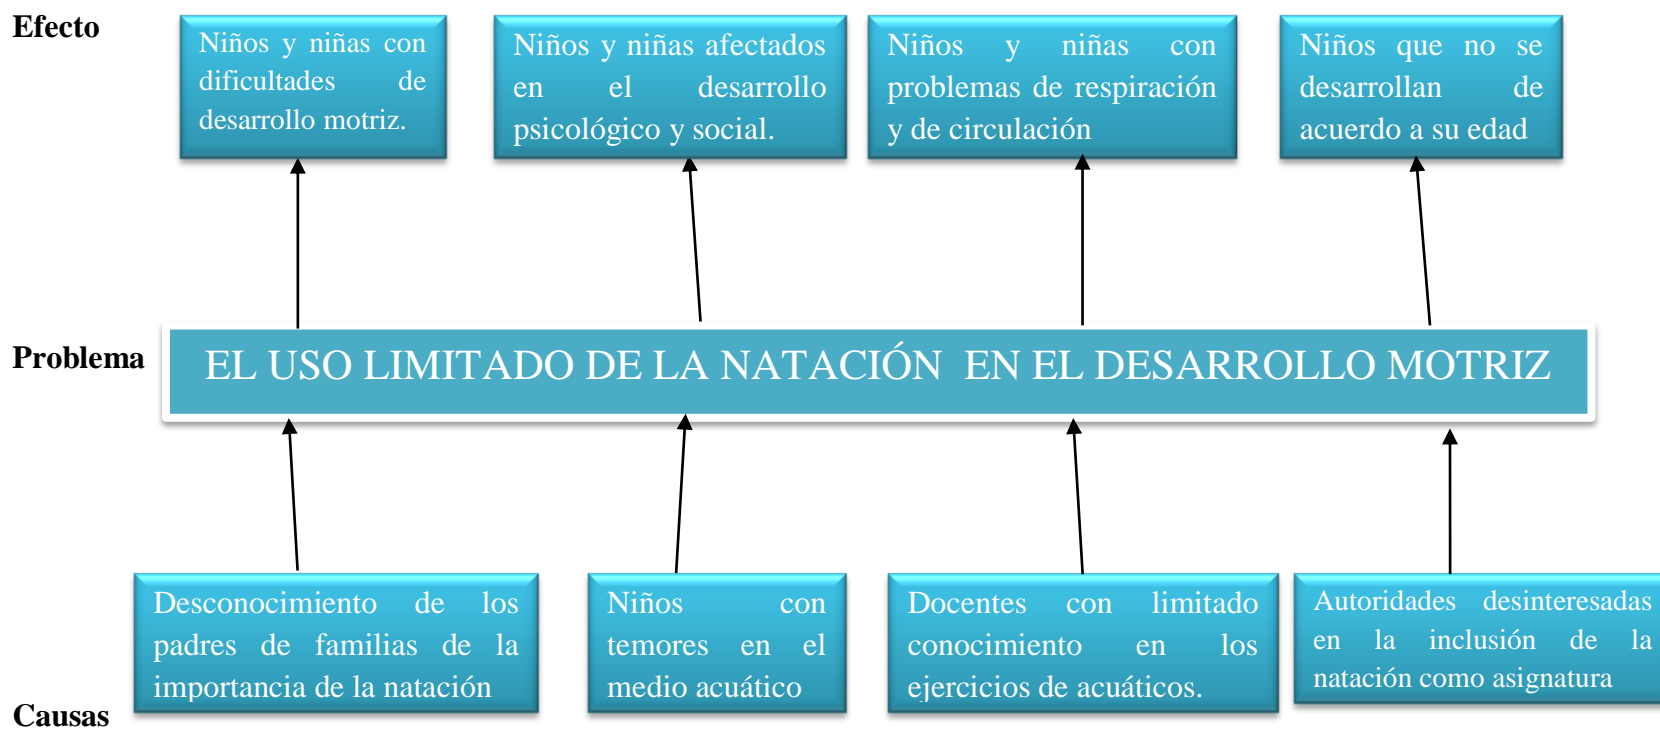 Efecto
Niños y niñas con
dificultades de
desarrollo motriz.
Niños y niñas afectados
en el desarrollo
psicológico y social.
Niños y niñas con
problemas de respiración
y de circulación
Niños que no se
desarrollan de
acuerdo a su edad
Problema
EL USO LIMITADO DE LA NATACIÓN EN EL DESARROLLO MOTRIZ
Desconocimiento de los
padres de familias de la
importancia de la natación
Niños con
temores en el
medio acuático
Docentes con limitado
conocimiento en los
ejercicios de acuáticos.
Autoridades desinteresadas
en la inclusión de la
natación como asignatura
Causas